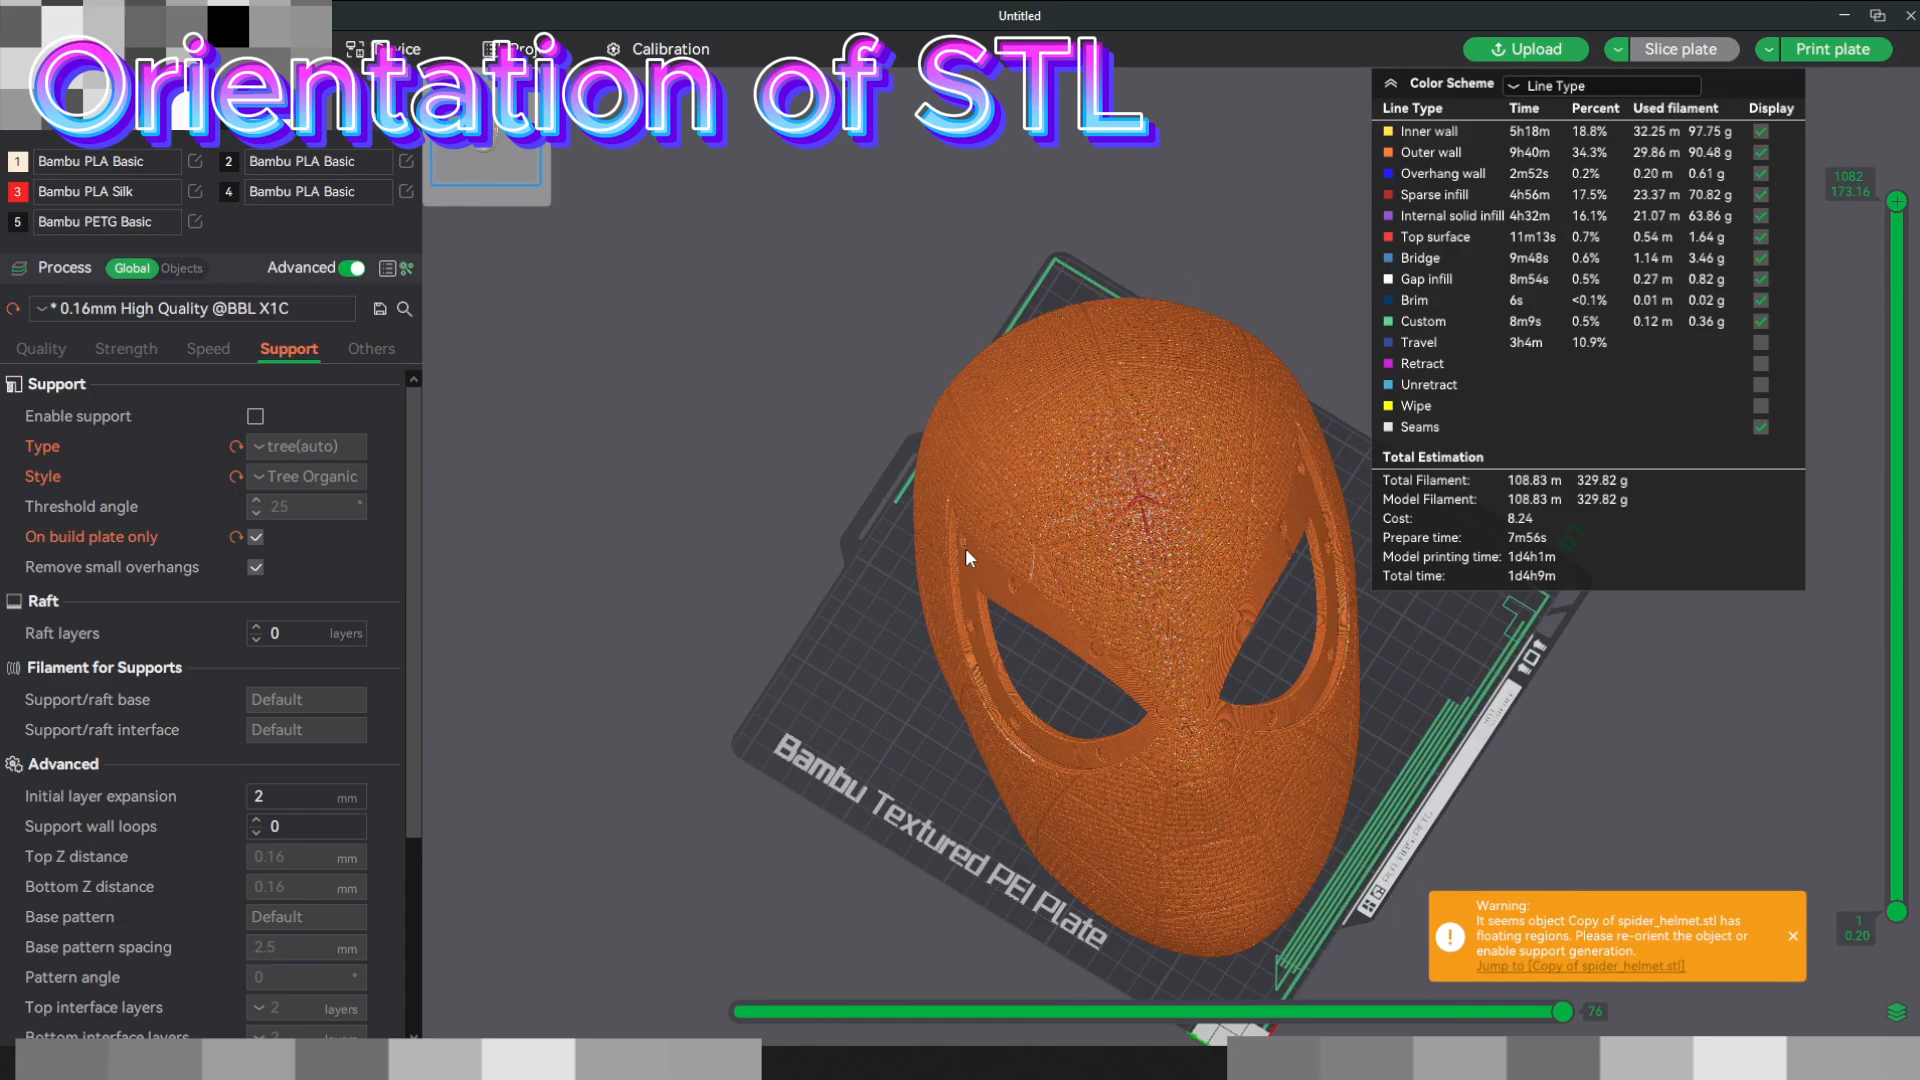 Untitled
Orientation of STL
Device
Calibration
Upload
Slice plate
Print plate
1 Bambu PLA Basic
2 Bambu PLA Basic
3 Bambu PLA Silk
4 Bambu PLA Basic
5 Bambu PETG Basic
Process Global Objects Advanced
* 0.16mm High Quality @BBL X1C
Quality Strength Speed Support Others
Support
Enable support
Type tree(auto)
Style Tree Organic
Threshold angle 25 °
On build plate only
Remove small overhangs
Raft
Raft layers 0 layers
Filament for Supports
Support/raft base Default
Support/raft interface Default
Advanced
Initial layer expansion 2 mm
Support wall loops 0
Top Z distance 0.16 mm
Bottom Z distance 0.16 mm
Base pattern Default
Base pattern spacing 2.5 mm
Pattern angle 0 °
Top interface layers 2 layers
Bottom interface layers 2 layers
Bambu Textured PEI Plate
Color Scheme Line Type
Line Type Time Percent Used filament Display
Inner wall 5h18m 18.8% 32.25 m 97.75 g
Outer wall 9h40m 34.3% 29.86 m 90.48 g
Overhang wall 2m52s 0.2% 0.20 m 0.61 g
Sparse infill 4h56m 17.5% 23.37 m 70.82 g
Internal solid infill 4h32m 16.1% 21.07 m 63.86 g
Top surface 11m13s 0.7% 0.54 m 1.64 g
Bridge 9m48s 0.6% 1.14 m 3.46 g
Gap infill 8m54s 0.5% 0.27 m 0.82 g
Brim 6s <0.1% 0.01 m 0.02 g
Custom 8m9s 0.5% 0.12 m 0.36 g
Travel 3h4m 10.9%
Retract
Unretract
Wipe
Seams
Total Estimation
Total Filament: 108.83 m 329.82 g
Model Filament: 108.83 m 329.82 g
Cost: 8.24
Prepare time: 7m56s
Model printing time: 1d4h1m
Total time: 1d4h9m
1082
173.16
1
0.20
Warning:
It seems object Copy of spider_helmet.stl has
floating regions. Please re-orient the object or
enable support generation.
Jump to [Copy of spider_helmet.stl]
76